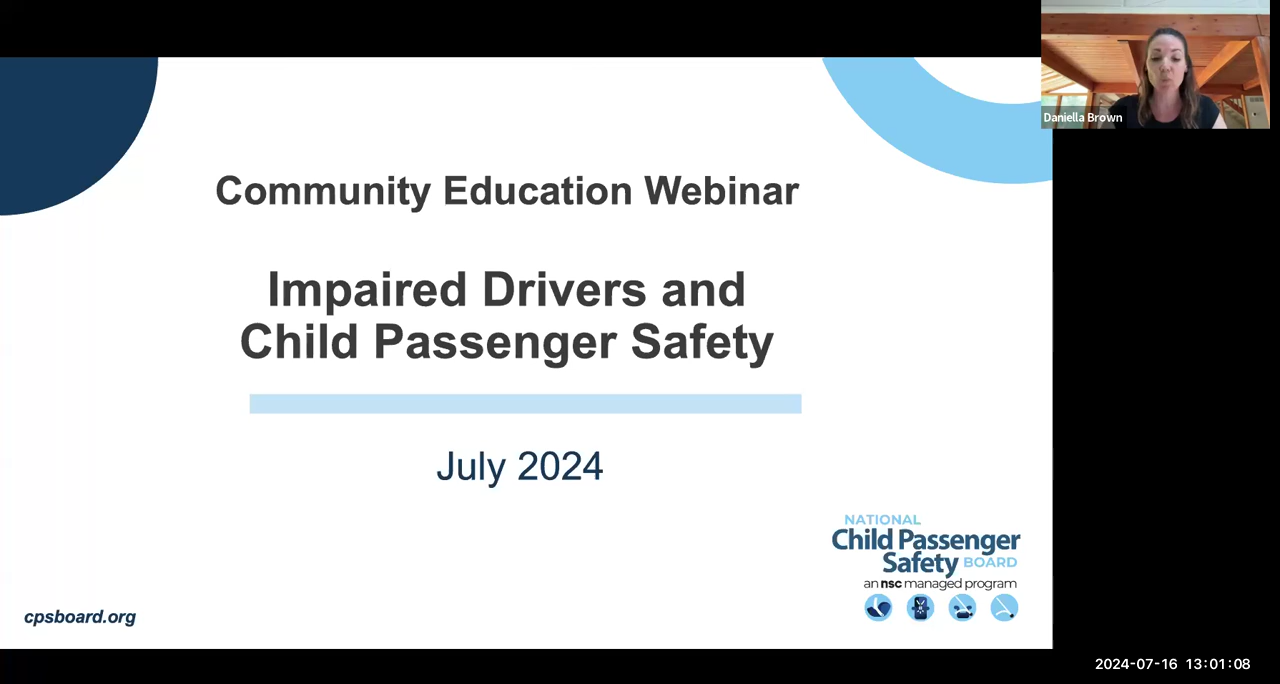 Daniella Brown
Community Education Webinar
Impaired Drivers and
Child Passenger Safety
July 2024
NATIONAL
Child Passenger
Safety BOARD
an nsc managed program
cpsboard.org
2024-07-16 13:01:08